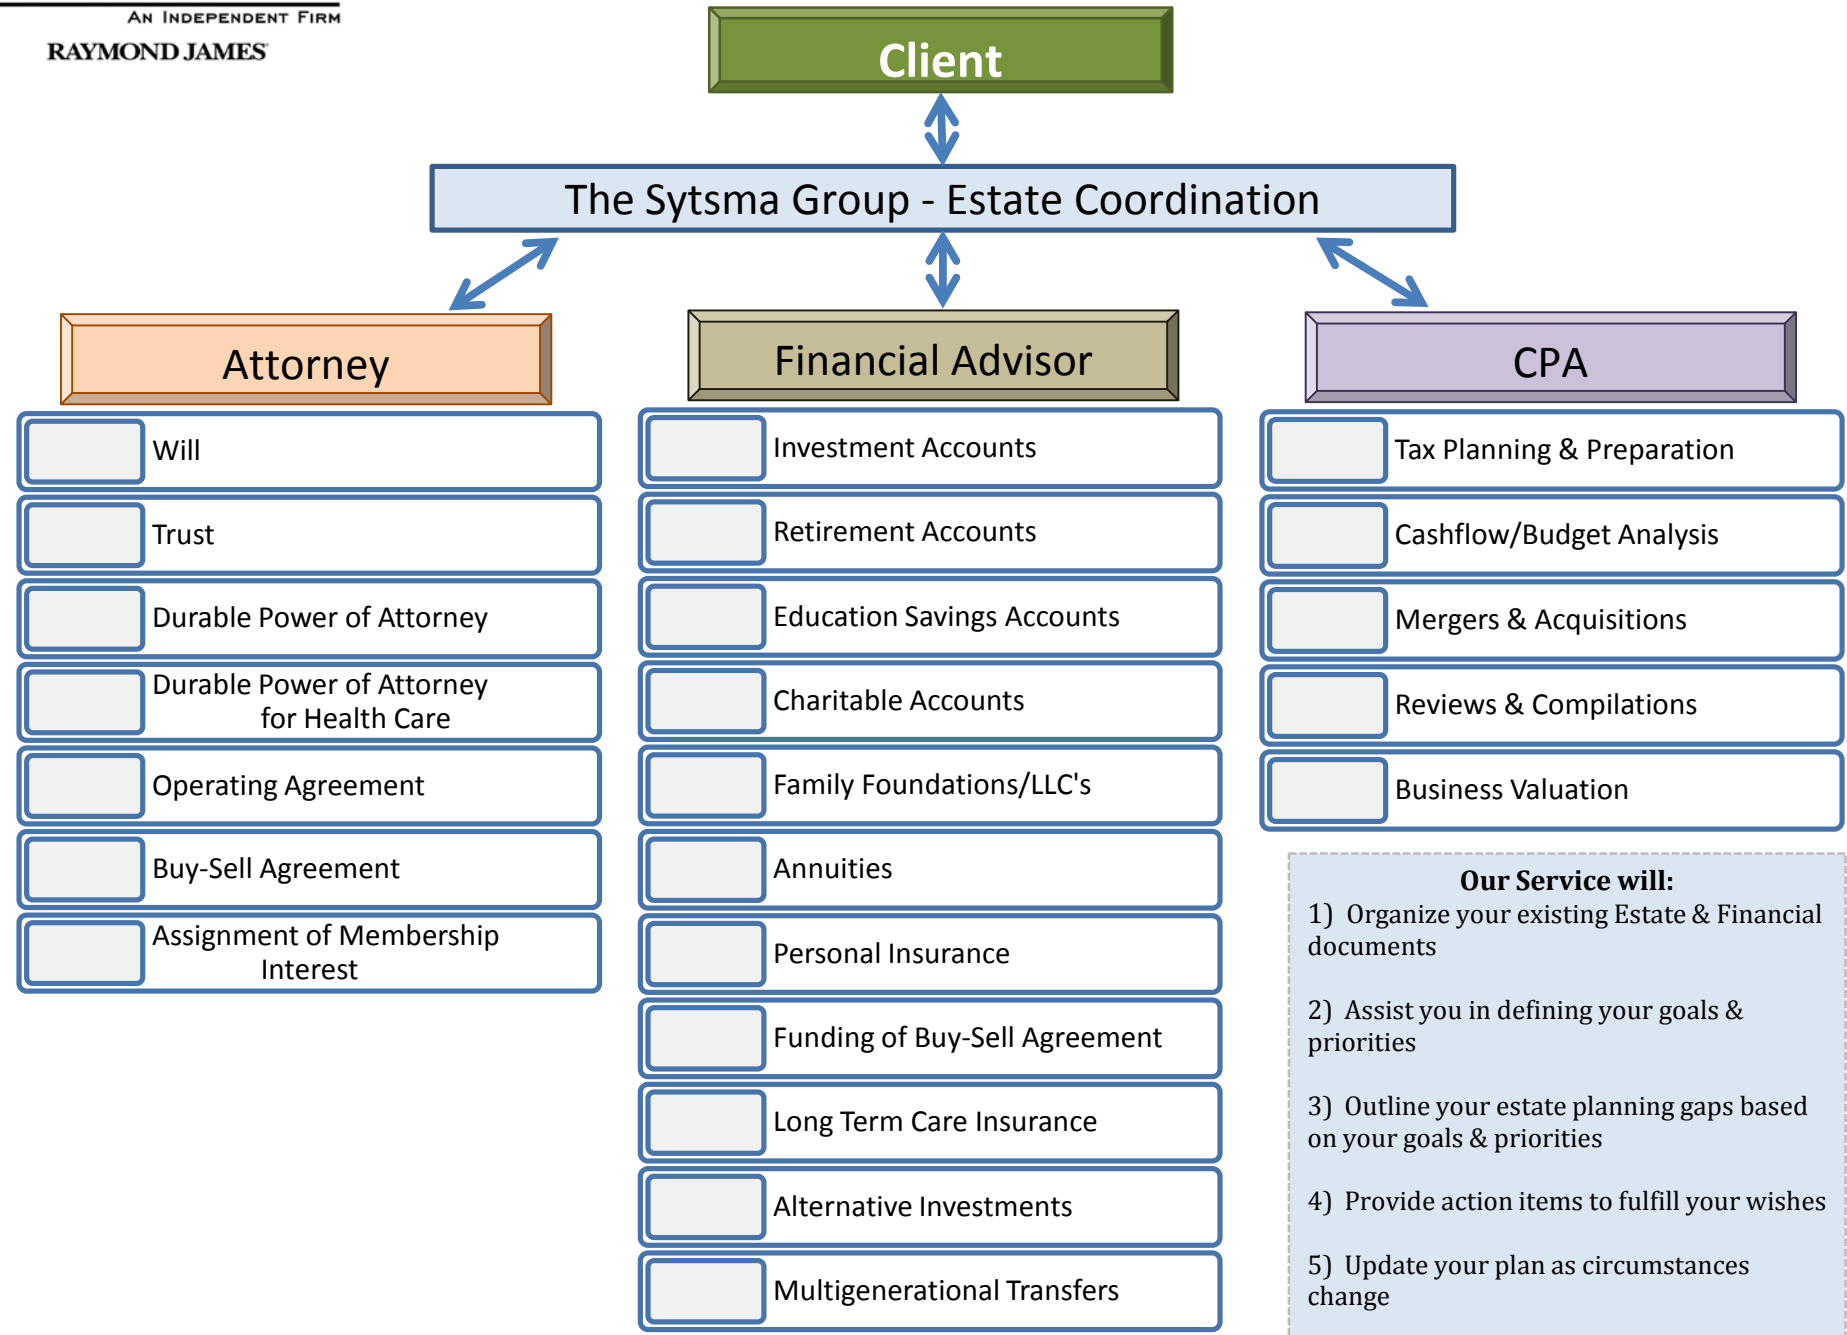 AN INDEPENDENT FIRM
RAYMOND JAMES
Client
The Sytsma Group - Estate Coordination
Attorney
Will
Trust
Durable Power of Attorney
Durable Power of Attorney
for Health Care
Operating Agreement
Buy-Sell Agreement
Assignment of Membership
Interest
Financial Advisor
Investment Accounts
Retirement Accounts
Education Savings Accounts
Charitable Accounts
Family Foundations/LLC's
Annuities
Personal Insurance
Funding of Buy-Sell Agreement
Long Term Care Insurance
Alternative Investments
Multigenerational Transfers
CPA
Tax Planning & Preparation
Cashflow/Budget Analysis
Mergers & Acquisitions
Reviews & Compilations
Business Valuation
Our Service will:
1) Organize your existing Estate & Financial
documents
2) Assist you in defining your goals &
priorities
3) Outline your estate planning gaps based
on your goals & priorities
4) Provide action items to fulfill your wishes
5) Update your plan as circumstances
change